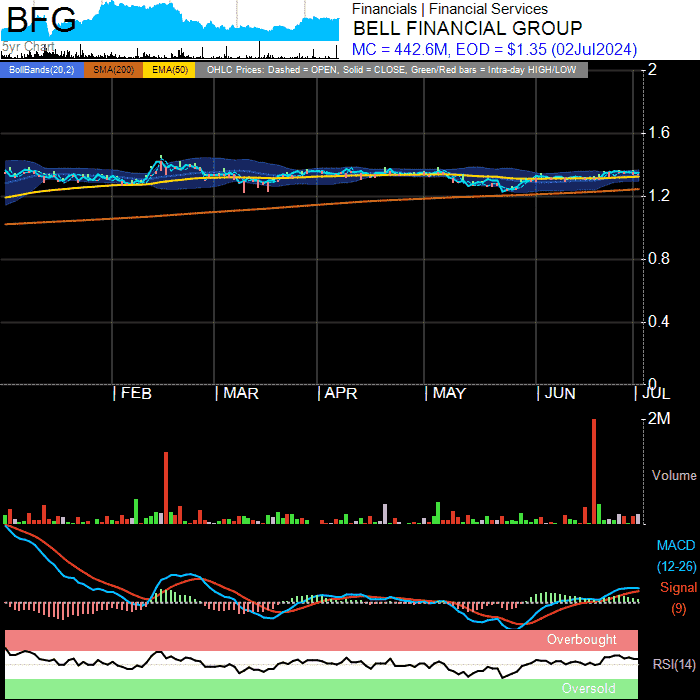 BFG
5yr Chart
Financials | Financial Services
BELL FINANCIAL GROUP
MC = 442.6M, EOD = $1.35 (02Jul2024)
BollBands(20,2) SMA(200) EMA(50) OHLC Prices: Dashed = OPEN, Solid = CLOSE, Green/Red bars = Intra-day HIGH/LOW
2
1.6
1.2
0.8
0.4
0
FEB MAR APR MAY JUN JUL
2M
Volume
MACD
(12-26)
Signal
(9)
Overbought
RSI(14)
Oversold